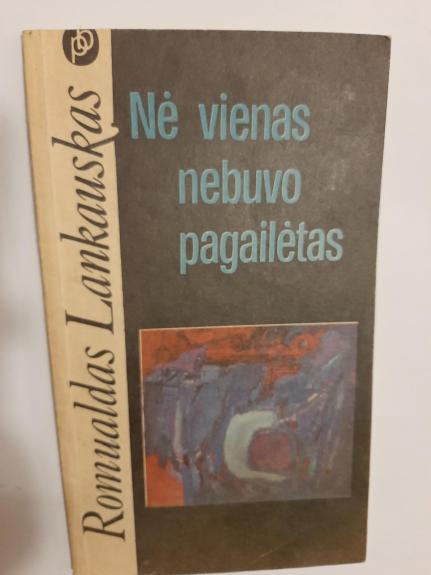 Romualdas Lankauskas
Nė vienas
nebuvo
pagailėtas